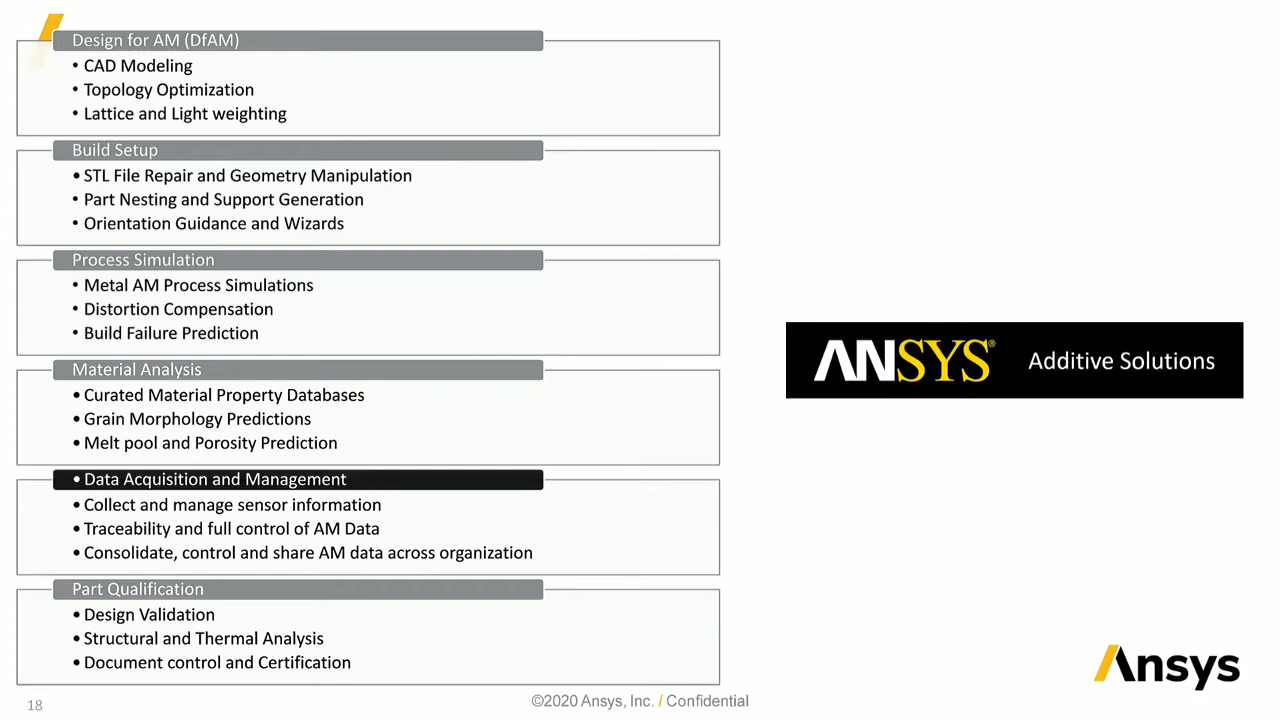 Design for AM (DfAM)
• CAD Modeling
• Topology Optimization
• Lattice and Light weighting
Build Setup
• STL File Repair and Geometry Manipulation
• Part Nesting and Support Generation
• Orientation Guidance and Wizards
Process Simulation
• Metal AM Process Simulations
• Distortion Compensation
• Build Failure Prediction
Material Analysis
• Curated Material Property Databases
• Grain Morphology Predictions
• Melt pool and Porosity Prediction
• Data Acquisition and Management
• Collect and manage sensor information
• Traceability and full control of AM Data
• Consolidate, control and share AM data across organization
Part Qualification
• Design Validation
• Structural and Thermal Analysis
• Document control and Certification
ANSYS® Additive Solutions
Ansys
18
©2020 Ansys, Inc. / Confidential